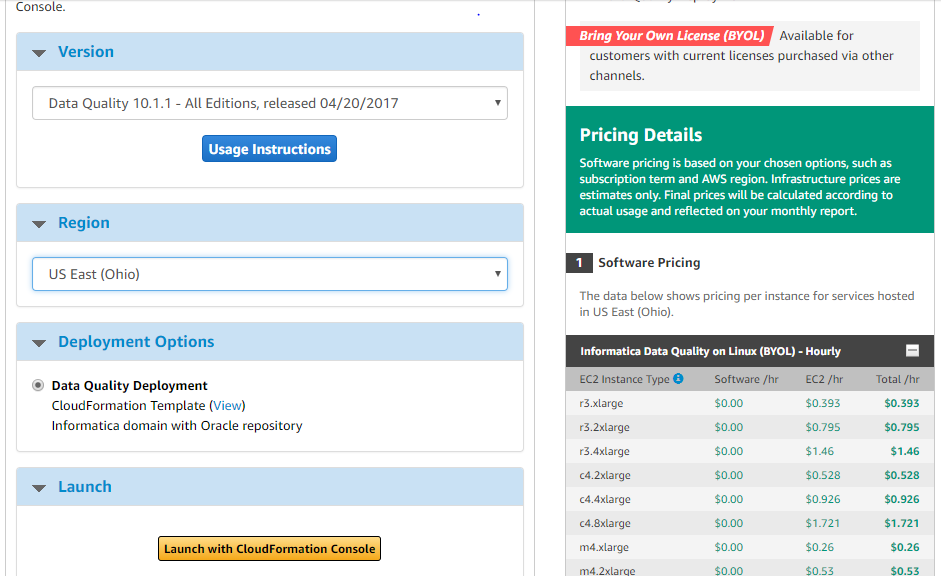 Console.
Version
Data Quality 10.1.1 - All Editions, released 04/20/2017
Usage Instructions
Region
US East (Ohio)
Deployment Options
Data Quality Deployment
CloudFormation Template (View)
Informatica domain with Oracle repository
Launch
Launch with CloudFormation Console
Bring Your Own License (BYOL) Available for
customers with current licenses purchased via other
channels.
Pricing Details
Software pricing is based on your chosen options, such as
subscription term and AWS region. Infrastructure prices are
estimates only. Final prices will be calculated according to
actual usage and reflected on your monthly report.
1 Software Pricing
The data below shows pricing per instance for services hosted
in US East (Ohio).
Informatica Data Quality on Linux (BYOL) - Hourly
EC2 Instance Type Software /hr EC2 /hr Total /hr
r3.xlarge $0.00 $0.393 $0.393
r3.2xlarge $0.00 $0.795 $0.795
r3.4xlarge $0.00 $1.46 $1.46
c4.2xlarge $0.00 $0.528 $0.528
c4.4xlarge $0.00 $0.926 $0.926
c4.8xlarge $0.00 $1.721 $1.721
m4.xlarge $0.00 $0.26 $0.26
m4.2xlarge $0.00 $0.53 $0.53